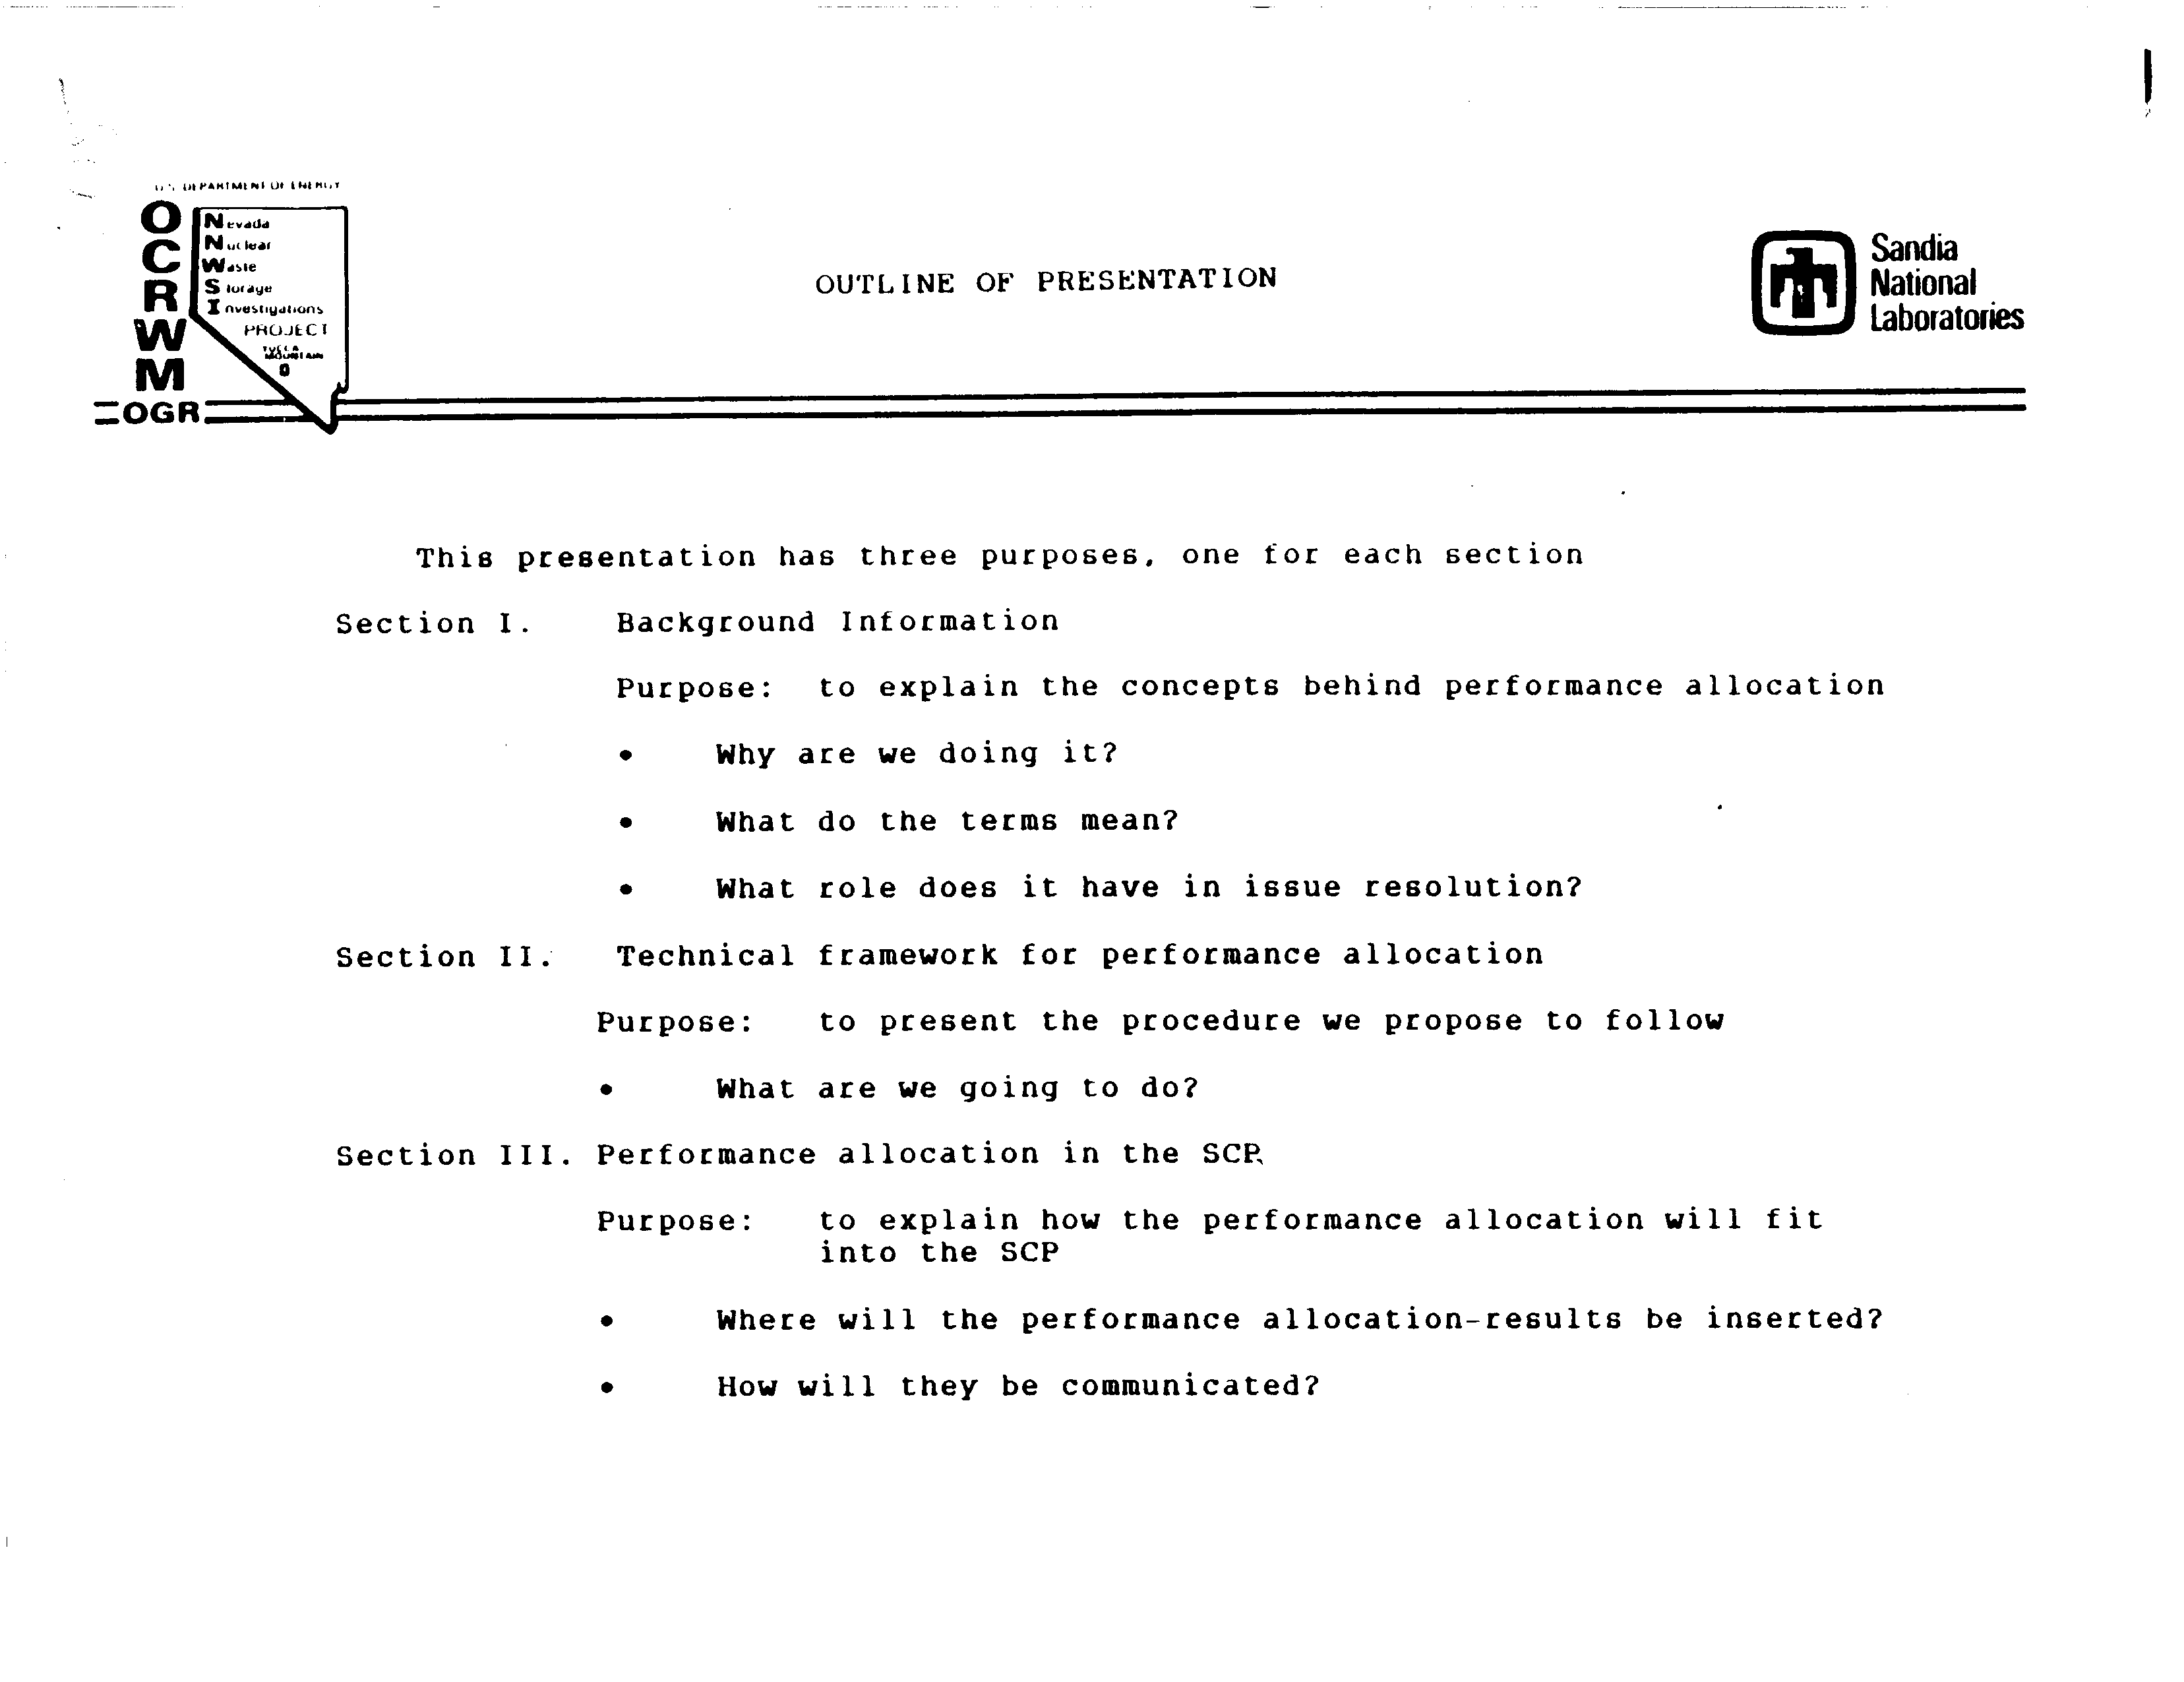 U.S. DEPARTMENT OF ENERGY
OCRWM
Nevada
Nuclear
Waste
Storage
Investigations
PROJECT
YUCCA
MOUNTAIN
OGR
OUTLINE OF PRESENTATION
Sandia
National
Laboratories
This presentation has three purposes, one for each section
Section I. Background Information
Purpose: to explain the concepts behind performance allocation
• Why are we doing it?
• What do the terms mean?
• What role does it have in issue resolution?
Section II. Technical framework for performance allocation
Purpose: to present the procedure we propose to follow
• What are we going to do?
Section III. Performance allocation in the SCP
Purpose: to explain how the performance allocation will fit
into the SCP
• Where will the performance allocation-results be inserted?
• How will they be communicated?